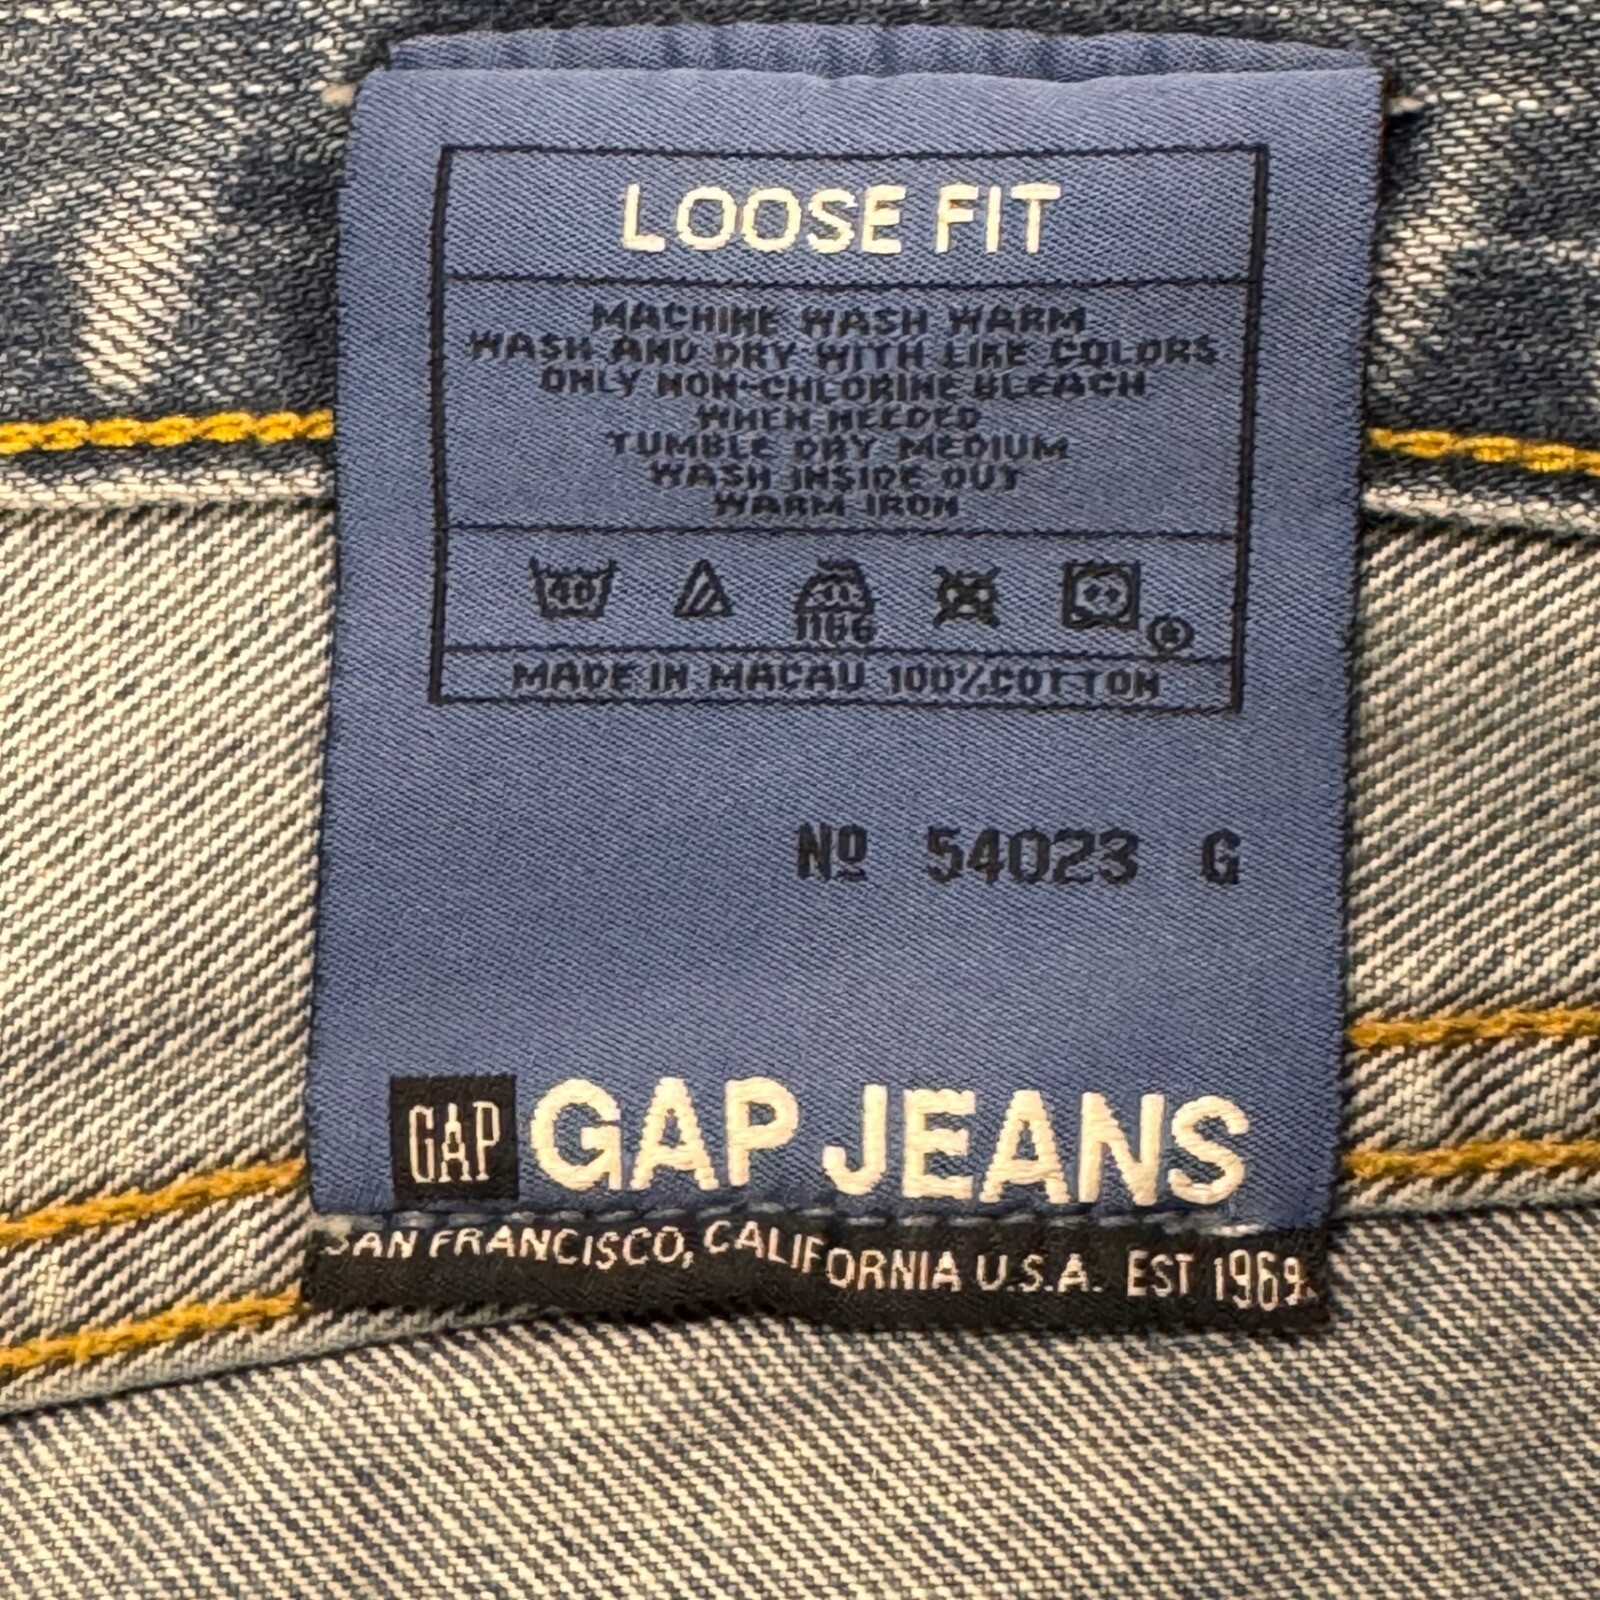 LOOSE FIT
MACHINE WASH WARM
WASH AND DRY WITH LIKE COLORS
ONLY NON-CHLORINE BLEACH
WHEN NEEDED
TUMBLE DRY MEDIUM
WASH INSIDE OUT
WARM IRON
40
MADE IN MACAU 100% COTTON
Nº 54023 G
GAP GAP JEANS
SAN FRANCISCO, CALIFORNIA U.S.A. EST 1969.